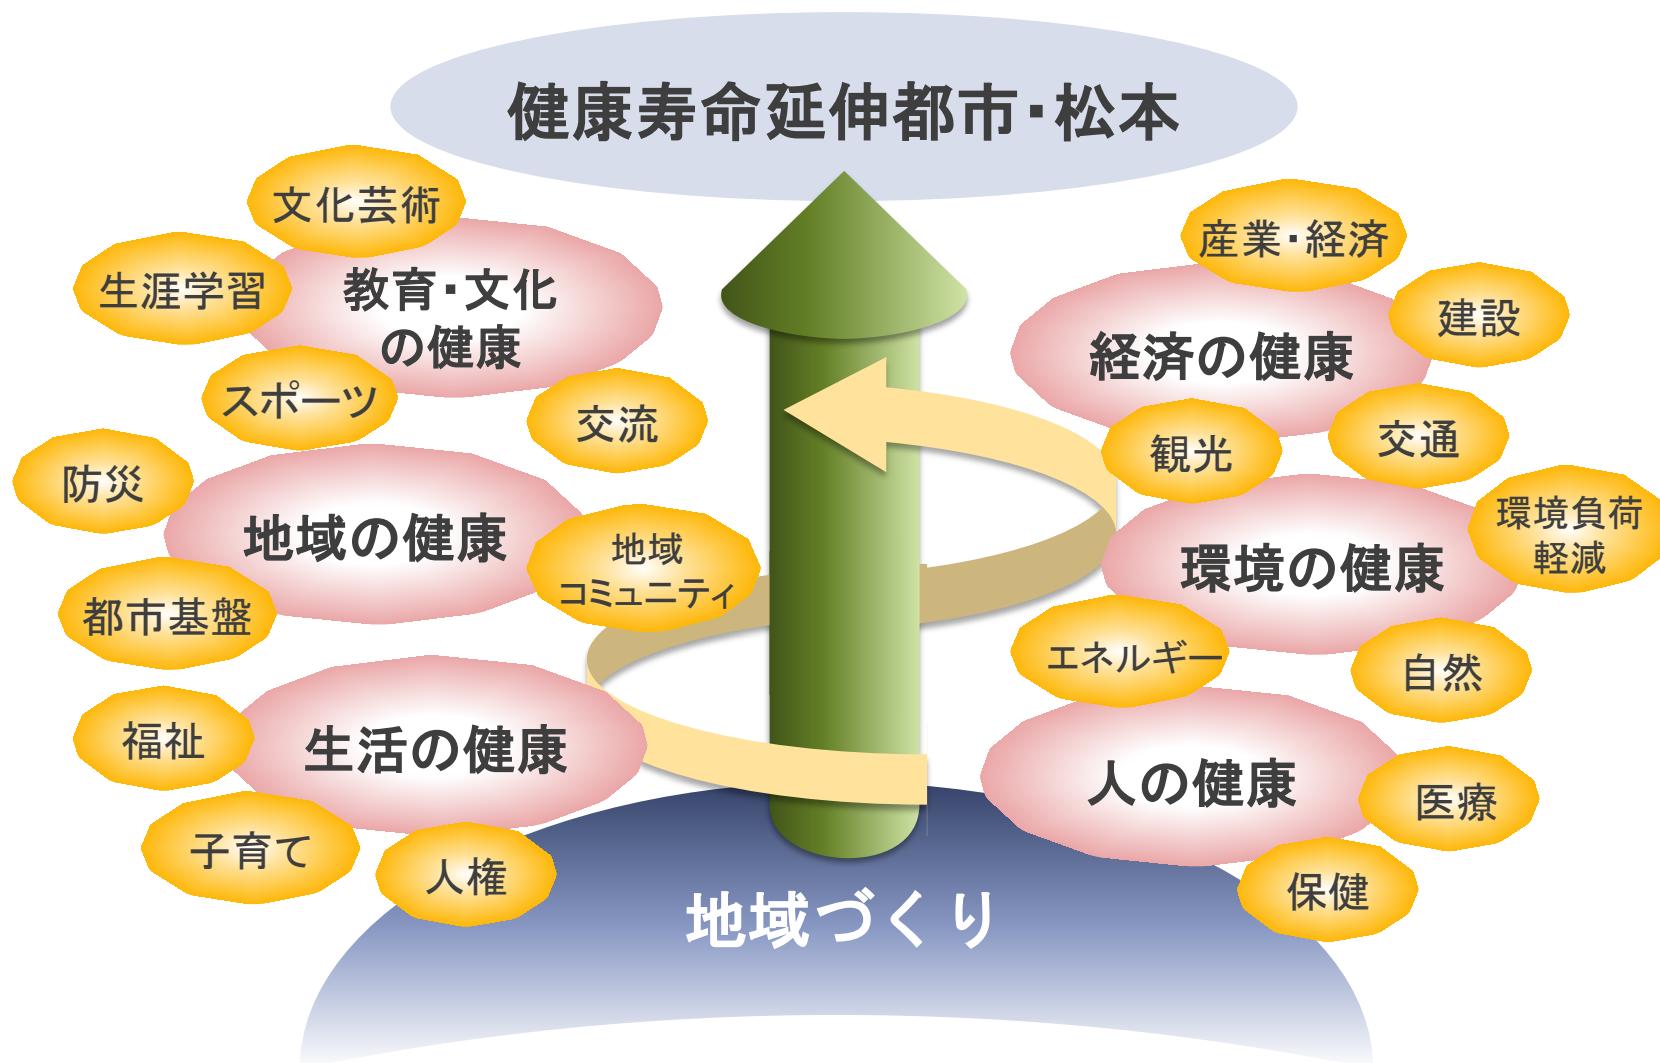 健康寿命延伸都市・松本
文化芸術
生涯学習
教育・文化
の健康
スポーツ
交流
防災
地域の健康
地域
コミュニティ
都市基盤
福祉
生活の健康
子育て
人権
産業・経済
建設
経済の健康
観光
交通
環境負荷
軽減
環境の健康
エネルギー
自然
人の健康
医療
保健
地域づくり